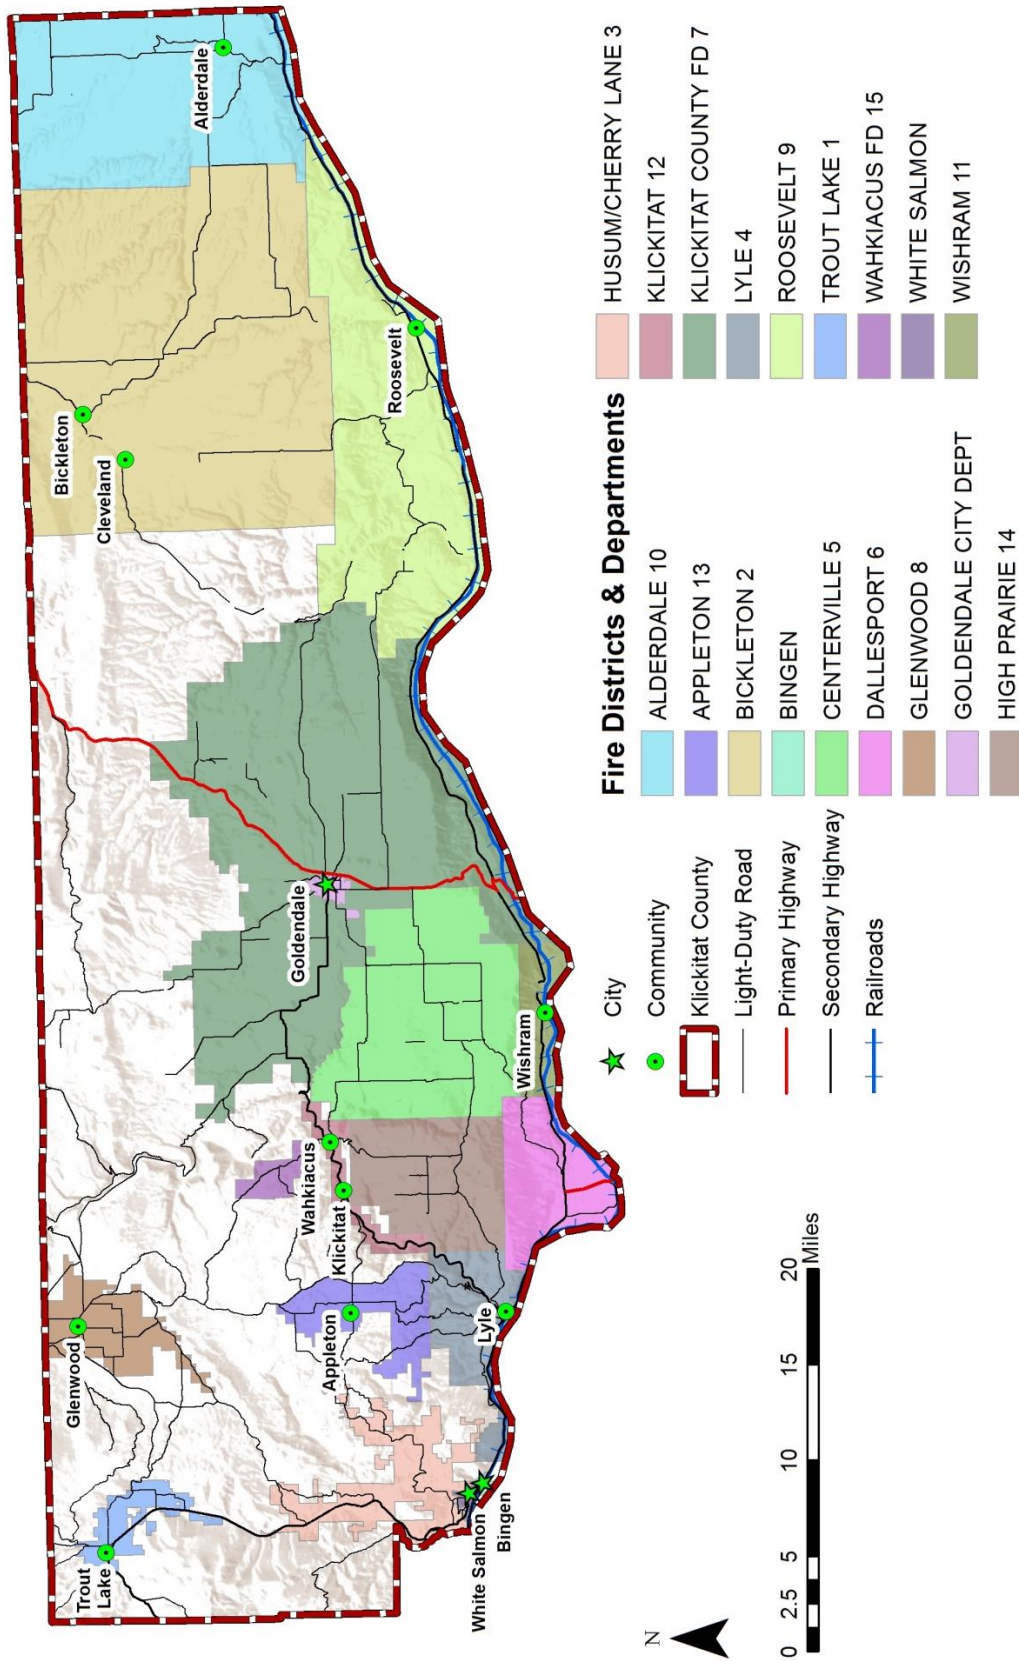 Trout
Lake
Glenwood
Bickleton
Cleveland
Alderdale
Goldendale
Roosevelt
Wahkiacus
Klickitat
Appleton
Lyle
White Salmon
Bingen
Wishram
N
0 2.5 5 10 15 20
Miles
City
Community
Klickitat County
Light-Duty Road
Primary Highway
Secondary Highway
Railroads
Fire Districts & Departments
ALDERDALE 10
APPLETON 13
BICKLETON 2
BINGEN
CENTERVILLE 5
DALLESPORT 6
GLENWOOD 8
GOLDENDALE CITY DEPT
HIGH PRAIRIE 14
HUSUM/CHERRY LANE 3
KLICKITAT 12
KLICKITAT COUNTY FD 7
LYLE 4
ROOSEVELT 9
TROUT LAKE 1
WAHKIACUS FD 15
WHITE SALMON
WISHRAM 11